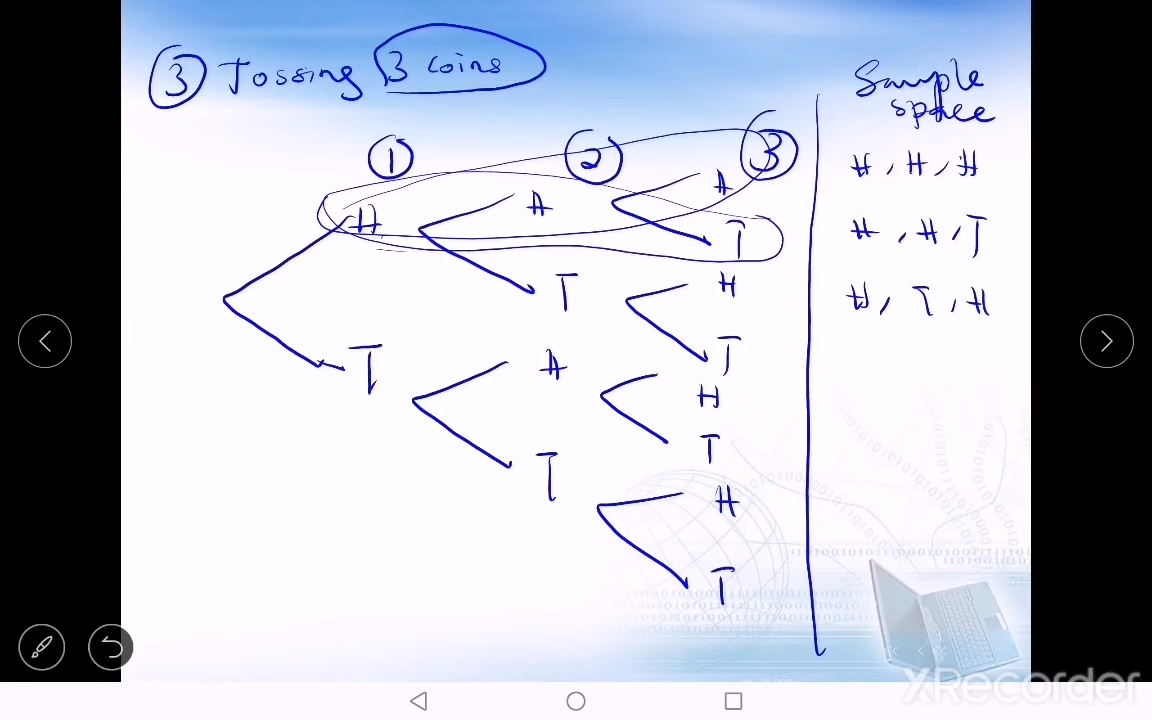 ③ Tossing 3 coins
Sample
space
① ② ③
H, H, H
H, H, T
H, T, H
H H H
T
T H
T
T H H
T
T H
T
XRecorder